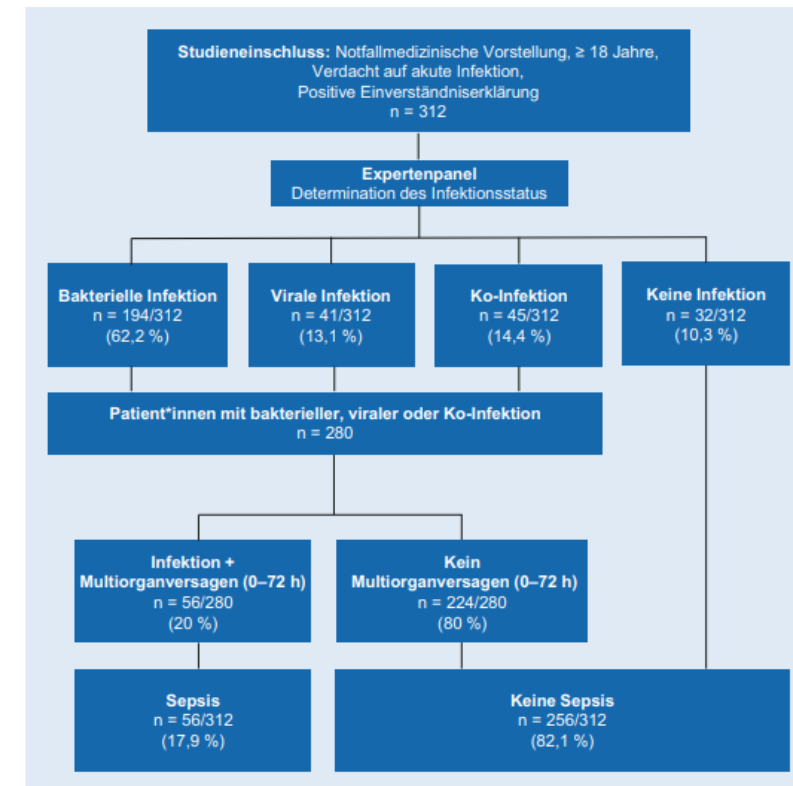 Studieneinschluss: Notfallmedizinische Vorstellung, ≥ 18 Jahre,
Verdacht auf akute Infektion,
Positive Einverständniserklärung
n = 312
Expertenpanel
Determination des Infektionsstatus
Bakterielle Infektion
n = 194/312
(62,2 %)
Virale Infektion
n = 41/312
(13,1 %)
Ko-Infektion
n = 45/312
(14,4 %)
Keine Infektion
n = 32/312
(10,3 %)
Patient*innen mit bakterieller, viraler oder Ko-Infektion
n = 280
Infektion +
Multiorganversagen (0–72 h)
n = 56/280
(20 %)
Kein
Multiorganversagen (0–72 h)
n = 224/280
(80 %)
Sepsis
n = 56/312
(17,9 %)
Keine Sepsis
n = 256/312
(82,1 %)